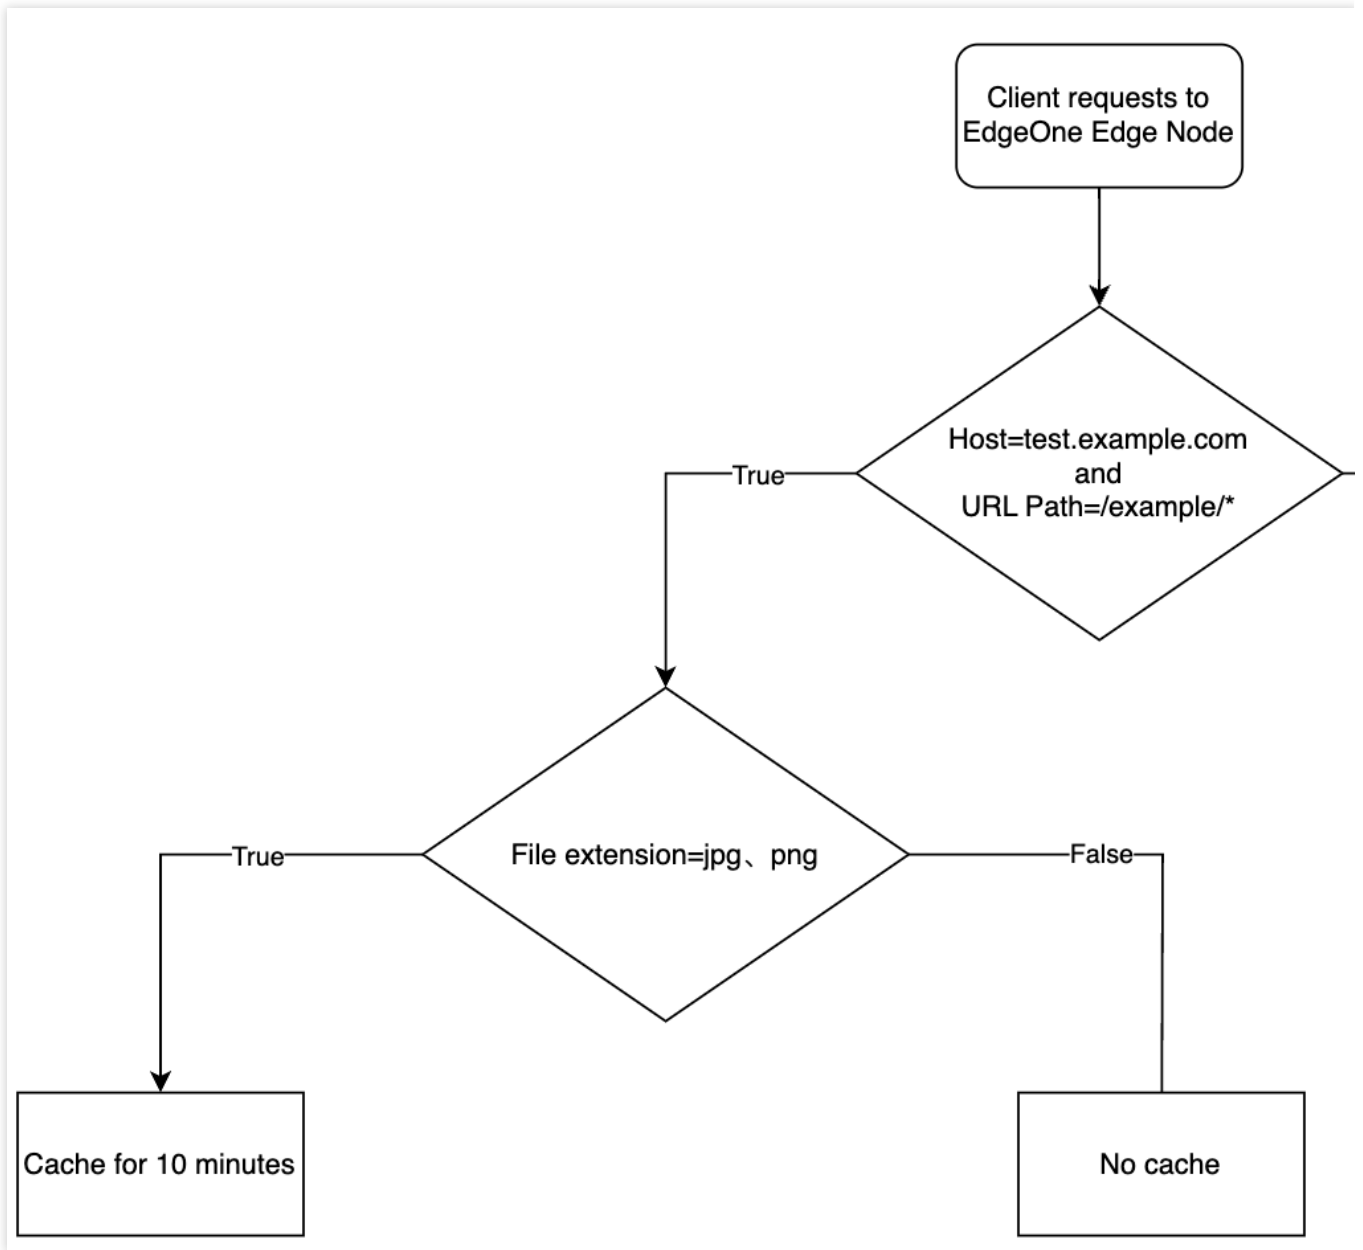 Client requests to
EdgeOne Edge Node
Host=test.example.com
and
URL Path=/example/*
True
File extension=jpg、png
True
False
Cache for 10 minutes
No cache